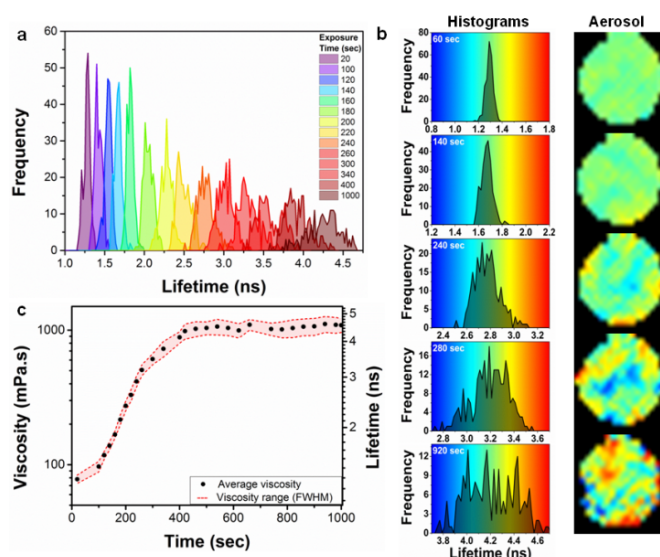 a
Frequency
60
50
40
30
20
10
0
1.0 1.5 2.0 2.5 3.0 3.5 4.0 4.5
Lifetime (ns)
Exposure
Time (sec)
20
100
120
140
160
180
200
220
240
260
300
340
400
1000
b
Histograms
Aerosol
60 sec
Frequency
80
60
40
20
0
0.8 1.0 1.2 1.4 1.6 1.8
140 sec
Frequency
40
30
20
10
0
1.2 1.4 1.6 1.8 2.0 2.2
240 sec
Frequency
20
15
10
5
0
2.4 2.6 2.8 3.0 3.2
280 sec
Frequency
20
15
10
5
0
2.8 3.0 3.2 3.4 3.6
920 sec
Frequency
12
9
6
3
0
3.8 4.0 4.2 4.4 4.6
Lifetime (ns)
c
Viscosity (mPa.s)
1000
100
Lifetime (ns)
5
4
3
2
0 200 400 600 800 1000
Time (sec)
Average viscosity
Viscosity range (FWHM)